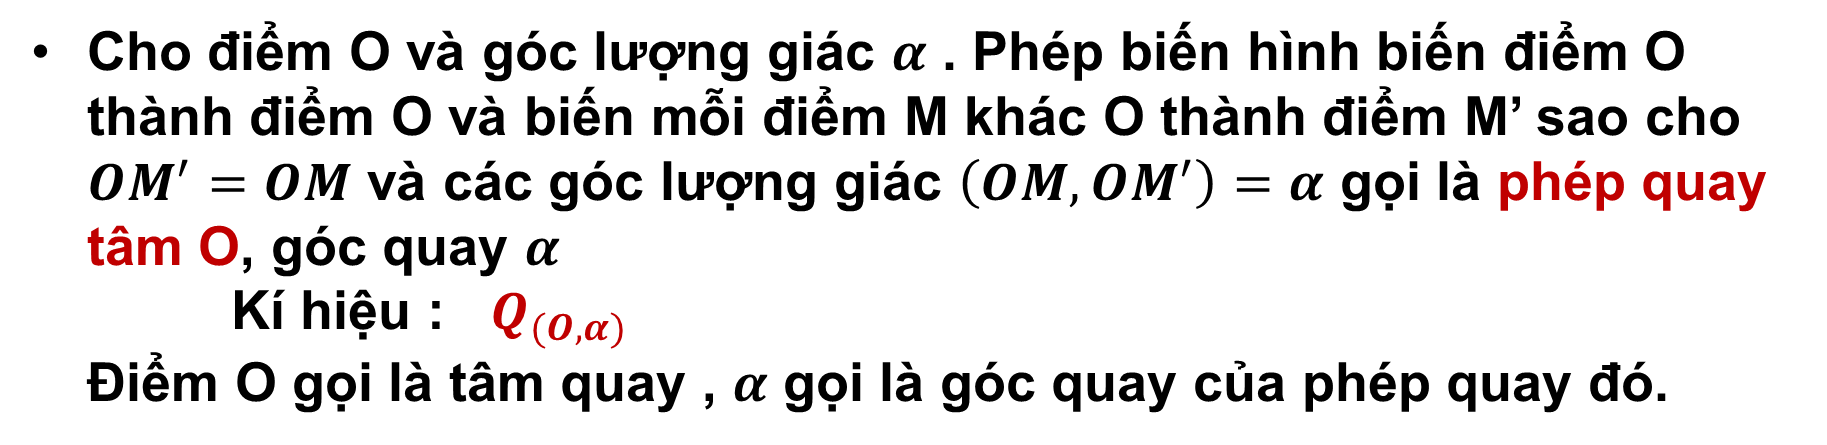 • Cho điểm O và góc lượng giác α . Phép biến hình biến điểm O
thành điểm O và biến mỗi điểm M khác O thành điểm M’ sao cho
OM′ = OM và các góc lượng giác (OM, OM′) = α gọi là phép quay
tâm O, góc quay α
Kí hiệu : Q(O,α)
Điểm O gọi là tâm quay , α gọi là góc quay của phép quay đó.